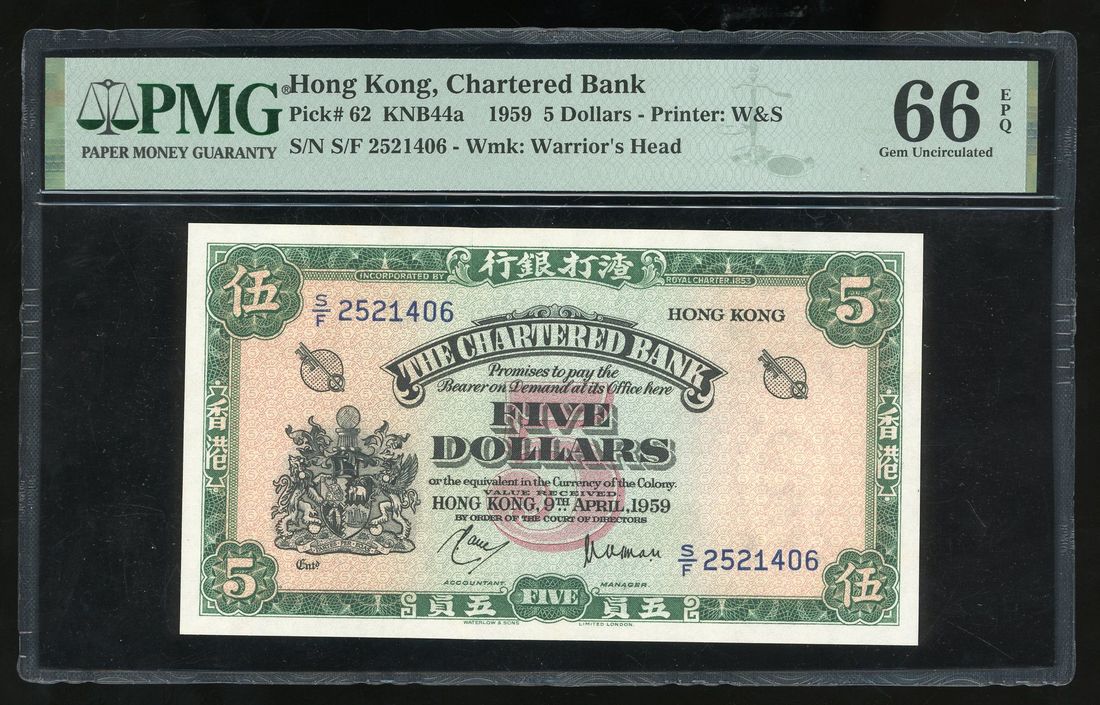 PMG®
PAPER MONEY GUARANTY
Hong Kong, Chartered Bank
Pick# 62 KNB44a 1959 5 Dollars - Printer: W&S
S/N S/F 2521406 - Wmk: Warrior's Head
66 EPQ
Gem Uncirculated
行銀打渣
INCORPORATED BY ROYAL CHARTER, 1853
伍
5
S/F 2521406
HONG KONG
THE CHARTERED BANK
Promises to pay the
Bearer on Demand at its Office here
FIVE
DOLLARS
5
or the equivalent in the Currency of the Colony.
VALUE RECEIVED
HONG KONG, 9TH APRIL, 1959
BY ORDER OF THE COURT OF DIRECTORS
香港
香港
Entd
S/F 2521406
ACCOUNTANT.
MANAGER.
5
伍
員五
FIVE
員五
WATERLOW & SONS LIMITED, LONDON.